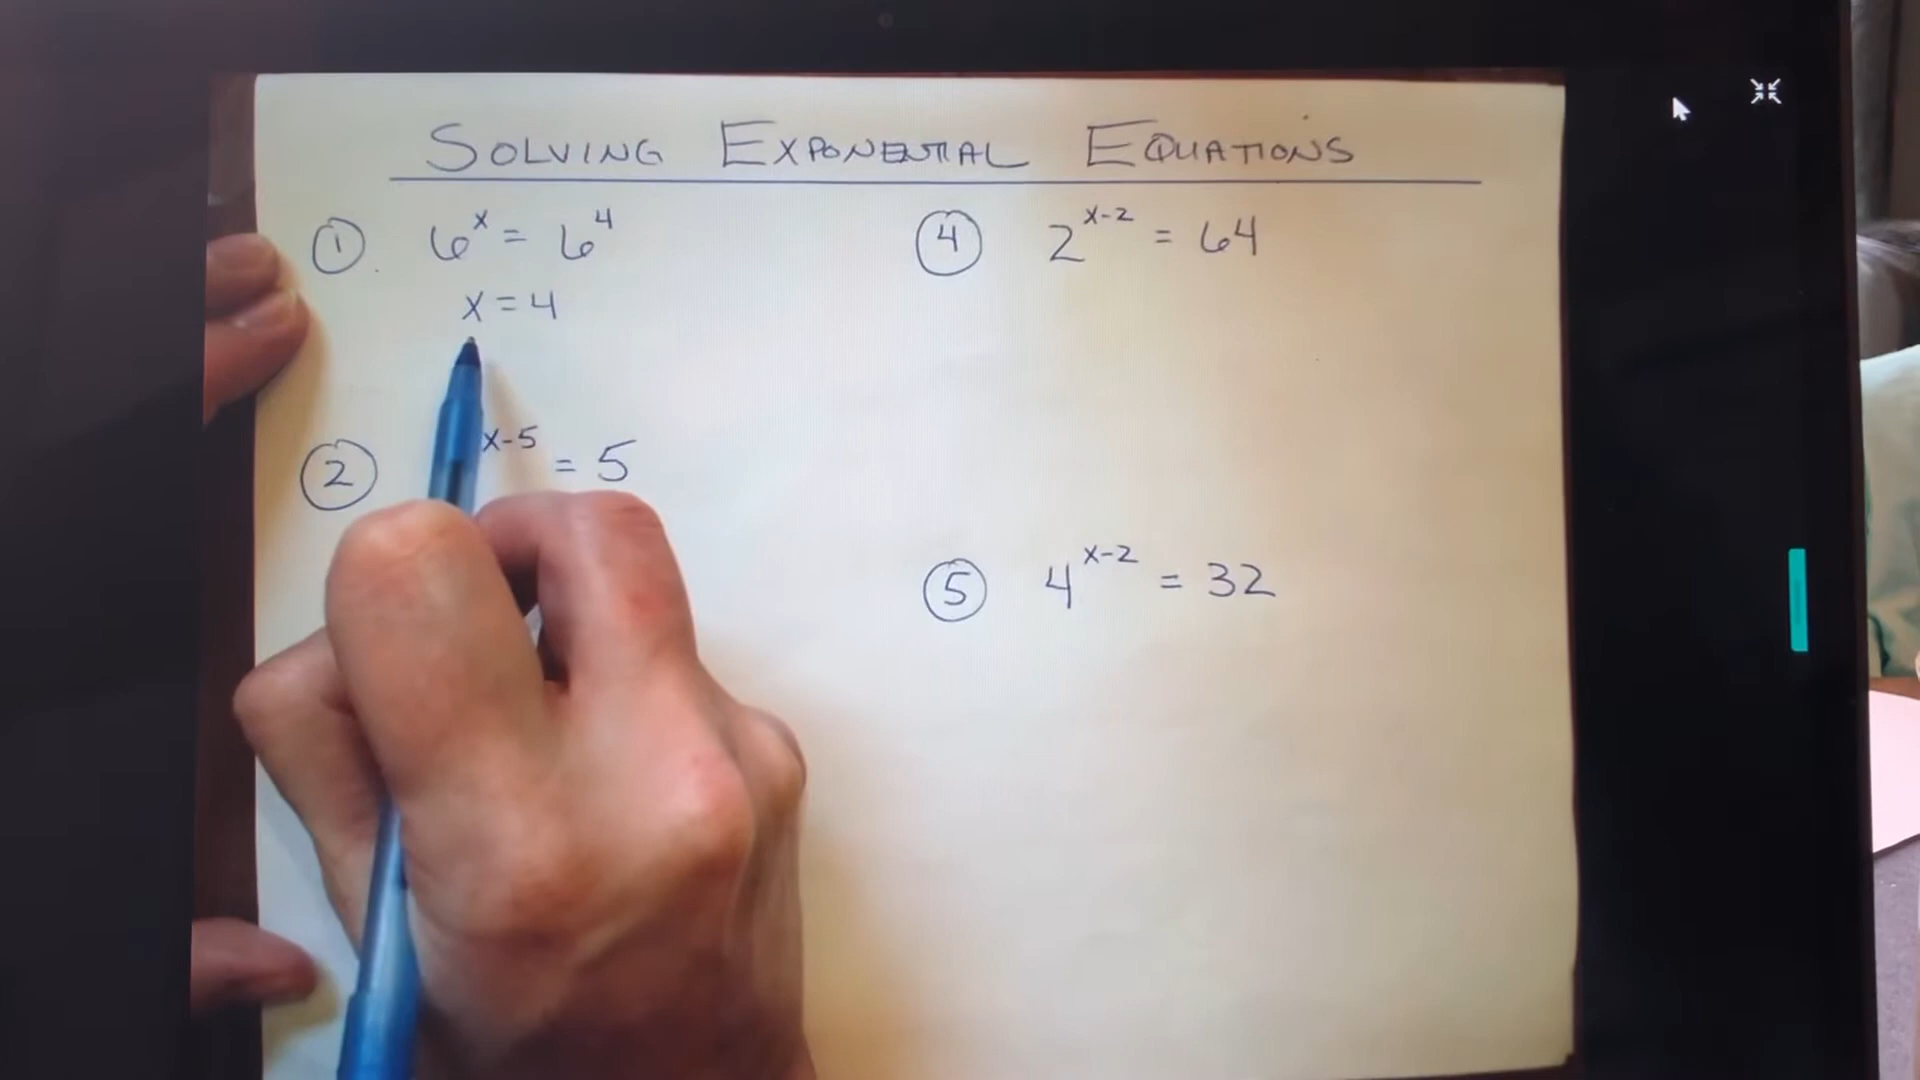 SOLVING EXPONENTIAL EQUATIONS
① 6^x = 6^4
x = 4
② ^x-5 = 5
④ 2^x-2 = 64
⑤ 4^x-2 = 32